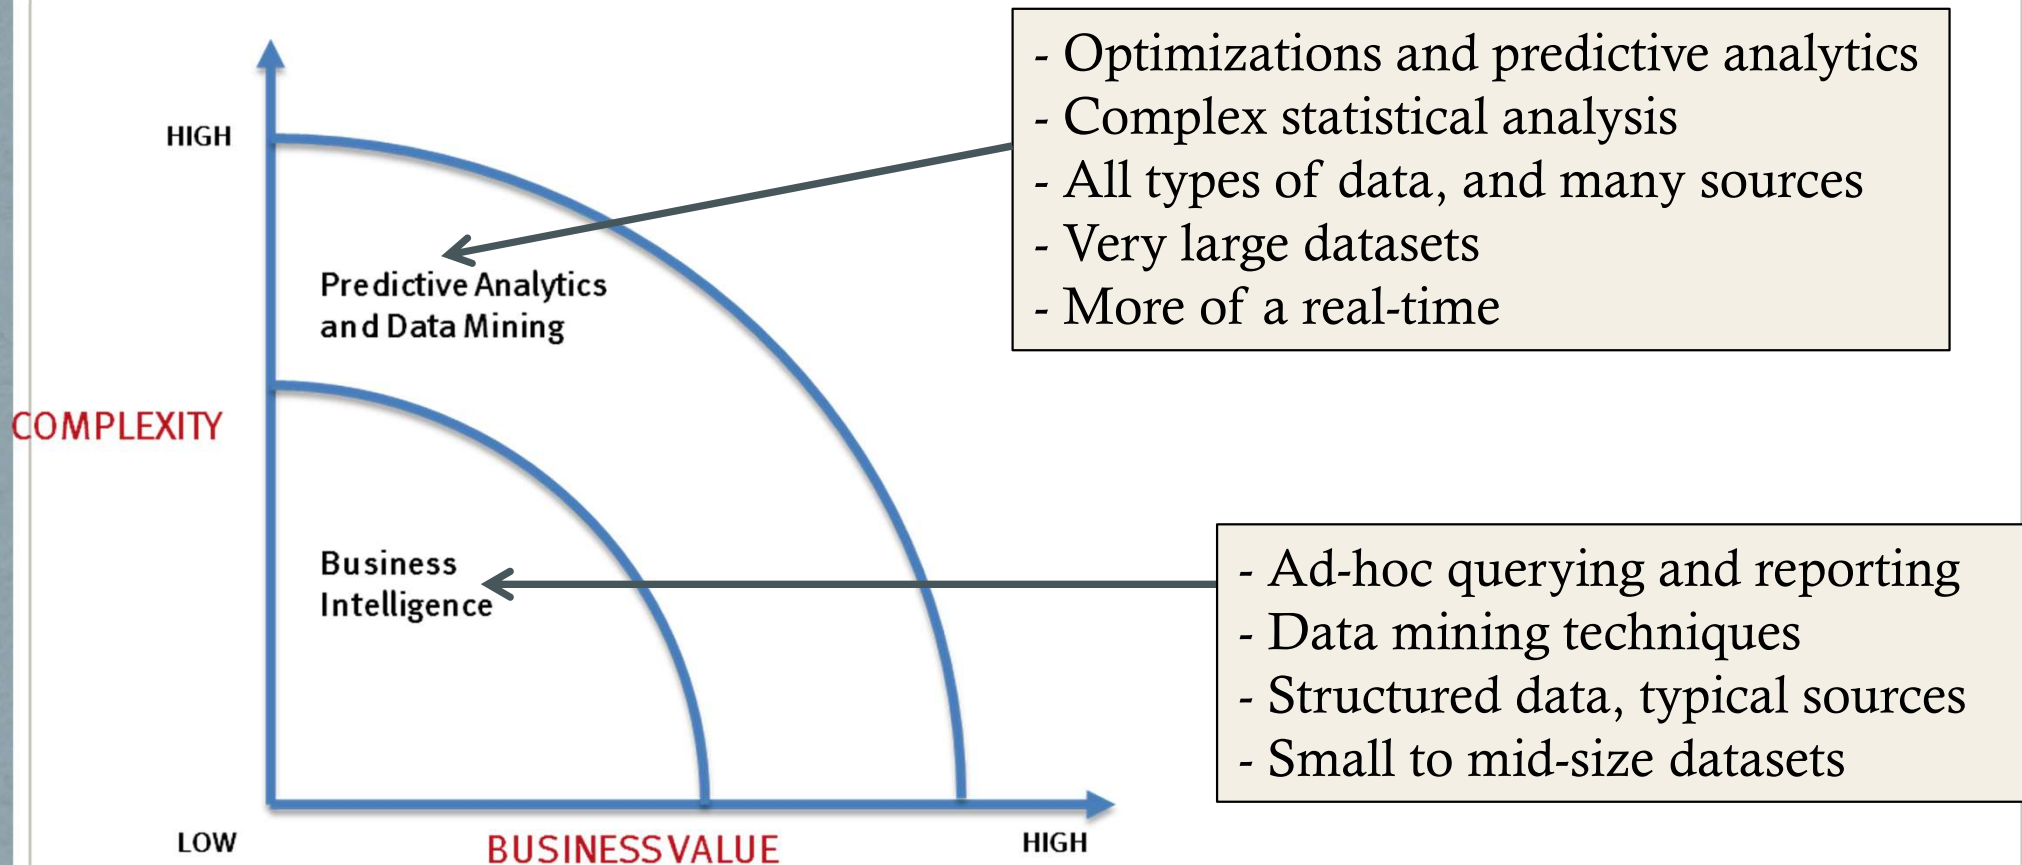 - Optimizations and predictive analytics
- Complex statistical analysis
- All types of data, and many sources
- Very large datasets
- More of a real-time
HIGH
Predictive Analytics
and Data Mining
COMPLEXITY
Business
Intelligence
- Ad-hoc querying and reporting
- Data mining techniques
- Structured data, typical sources
- Small to mid-size datasets
LOW
BUSINESS VALUE
HIGH